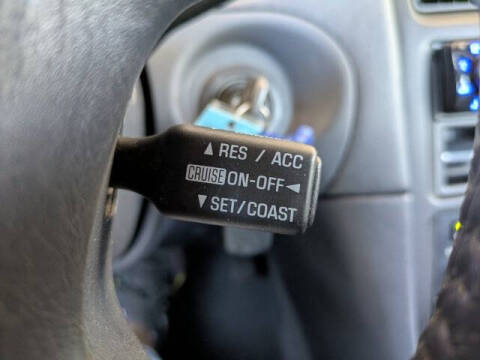 ▲ RES / ACC
CRUISE ON-OFF ◄
▼ SET/COAST